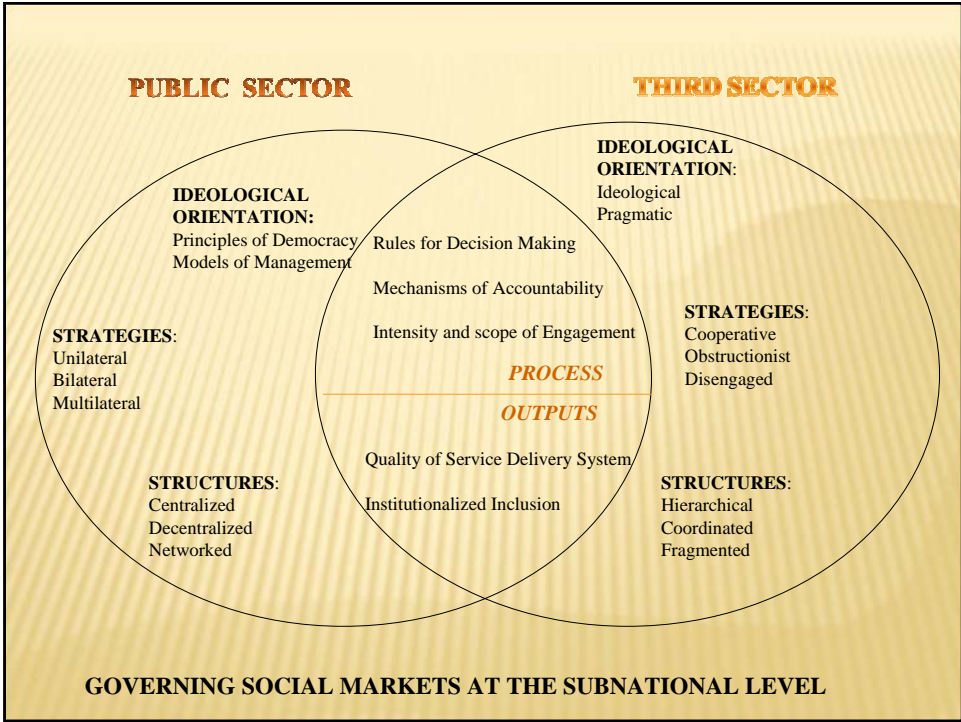 PUBLIC SECTOR
THIRD SECTOR
IDEOLOGICAL
ORIENTATION:
Principles of Democracy
Models of Management
STRATEGIES:
Unilateral
Bilateral
Multilateral
STRUCTURES:
Centralized
Decentralized
Networked
Rules for Decision Making
Mechanisms of Accountability
Intensity and scope of Engagement
PROCESS
OUTPUTS
Quality of Service Delivery System
Institutionalized Inclusion
IDEOLOGICAL
ORIENTATION:
Ideological
Pragmatic
STRATEGIES:
Cooperative
Obstructionist
Disengaged
STRUCTURES:
Hierarchical
Coordinated
Fragmented
GOVERNING SOCIAL MARKETS AT THE SUBNATIONAL LEVEL